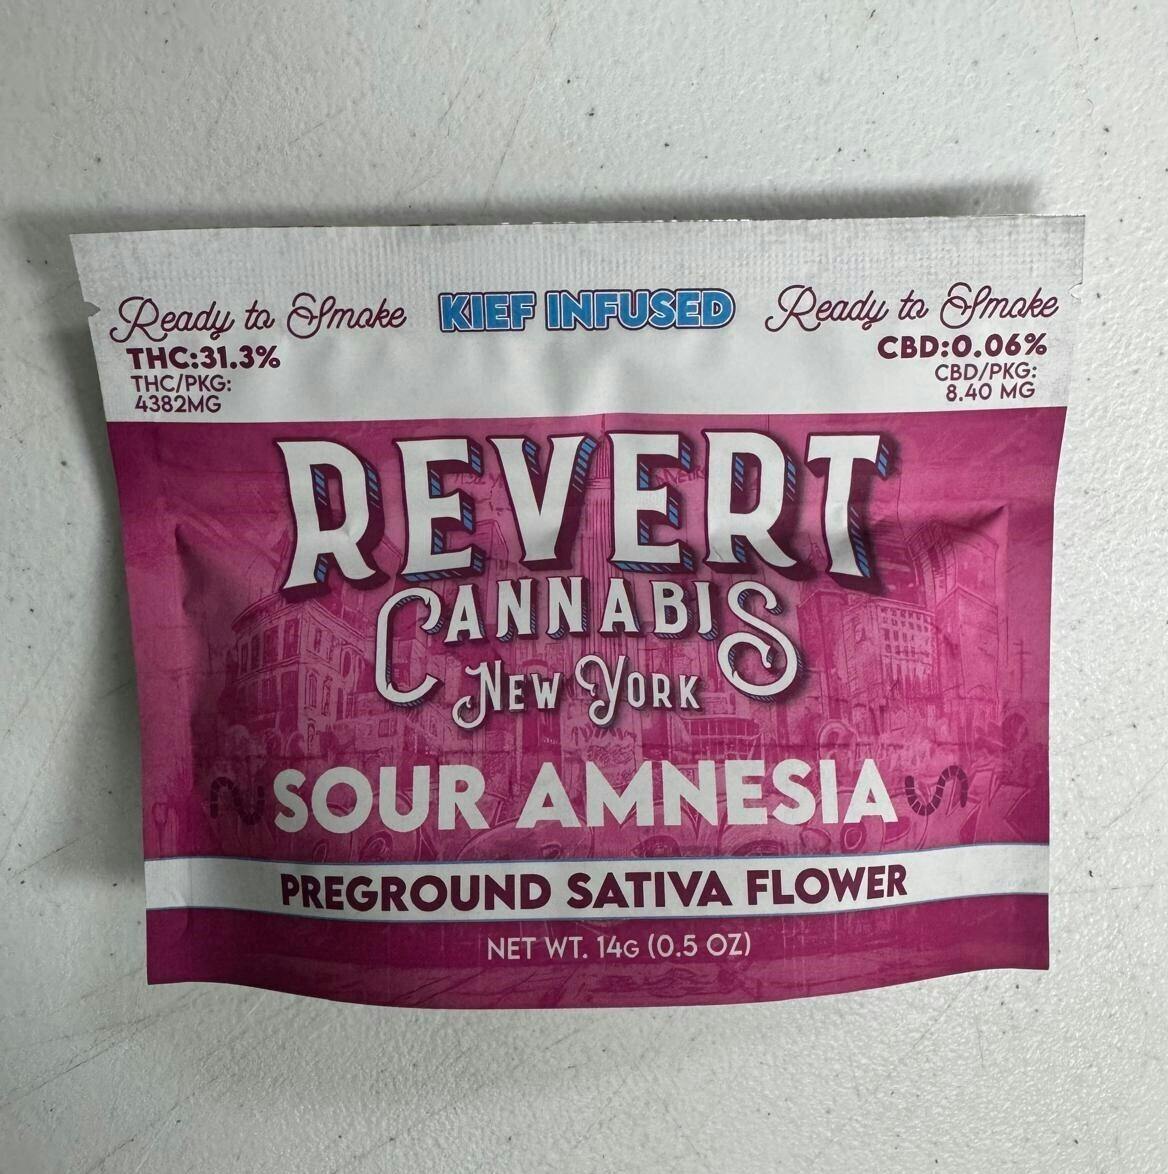 Ready to Smoke KIEF INFUSED Ready to Smoke
THC:31.3% CBD:0.06%
THC/PKG: CBD/PKG:
4382MG 8.40 MG
REVERT
CANNABIS
NEW YORK
SOUR AMNESIA
PREGROUND SATIVA FLOWER
NET WT. 14G (0.5 OZ)